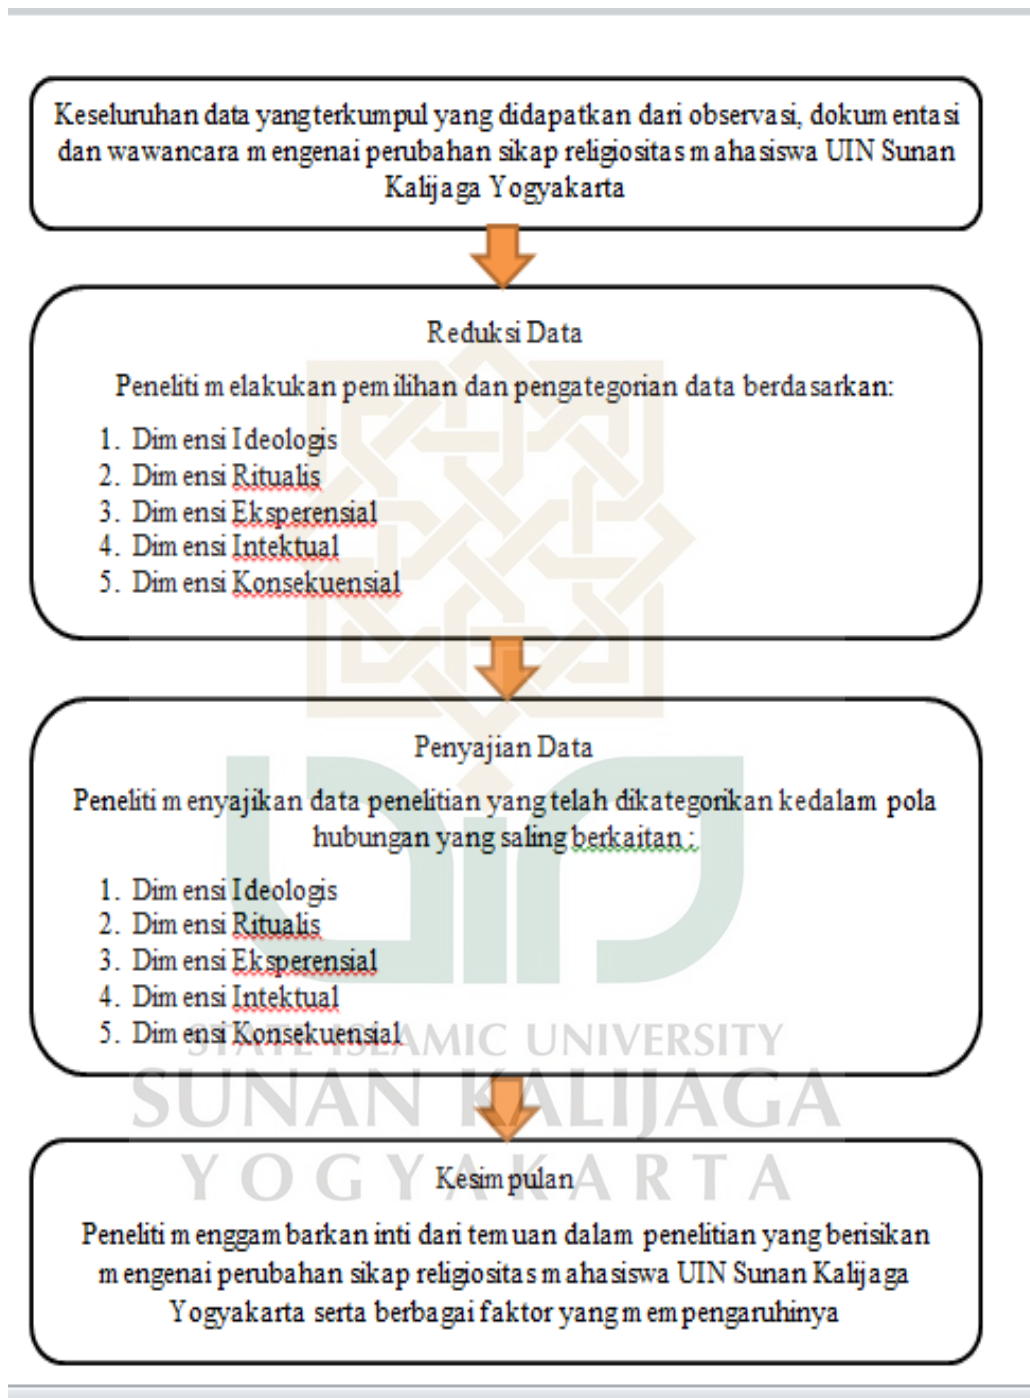 Keseluruhan data yang terkumpul yang didapatkan dari observasi, dokumentasi
dan wawancara mengenai perubahan sikap religiositas mahasiswa UIN Sunan
Kalijaga Yogyakarta
Reduksi Data
Peneliti melakukan pemilihan dan pengategorian data berdasarkan:
1. Dimensi Ideologis
2. Dimensi Ritualis
3. Dimensi Eksperensial
4. Dimensi Intektual
5. Dimensi Konsekuensial
Penyajian Data
Peneliti menyajikan data penelitian yang telah dikategorikan kedalam pola
hubungan yang saling berkaitan :
1. Dimensi Ideologis
2. Dimensi Ritualis
3. Dimensi Eksperensial
4. Dimensi Intektual
5. Dimensi Konsekuensial
STATE ISLAMIC UNIVERSITY
SUNAN KALIJAGA
YOGYAKARTA
Kesimpulan
Peneliti menggambarkan inti dari temuan dalam penelitian yang berisikan
mengenai perubahan sikap religiositas mahasiswa UIN Sunan Kalijaga
Yogyakarta serta berbagai faktor yang mempengaruhinya